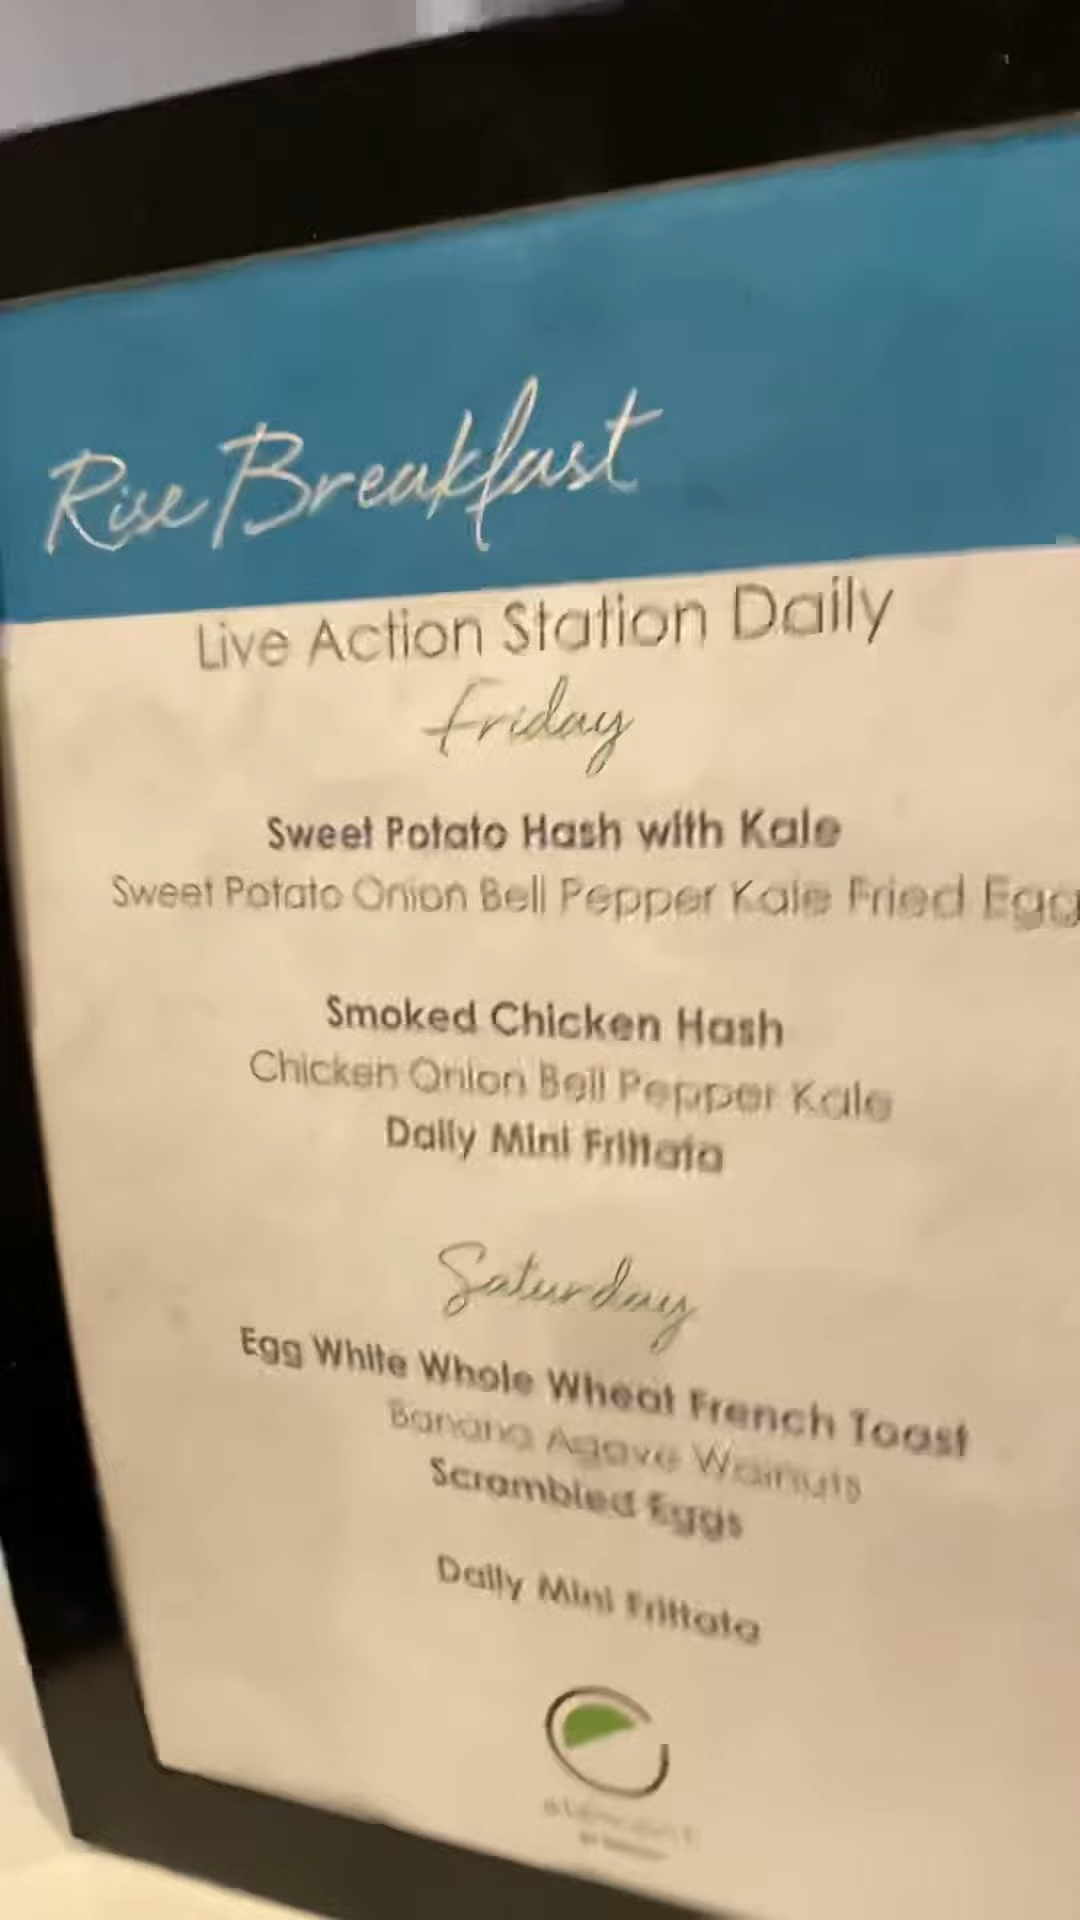 Rise Breakfast
Live Action Station Daily
Friday
Sweet Potato Hash with Kale
Sweet Potato Onion Bell Pepper Kale Fried Egg
Smoked Chicken Hash
Chicken Onion Bell Pepper Kale
Daily Mini Frittata
Saturday
Egg White Whole Wheat French Toast
Banana Agave Walnuts
Scrambled Eggs
Daily Mini Frittata